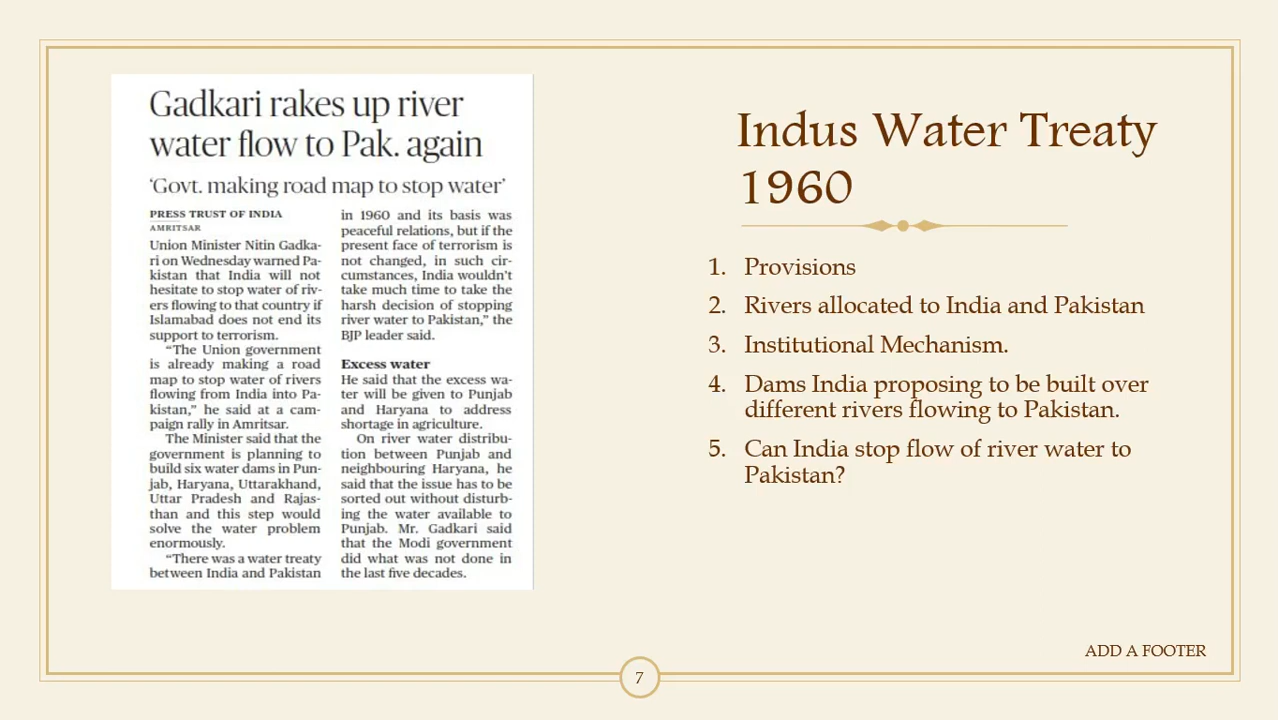 Gadkari rakes up river
water flow to Pak. again
‘Govt. making road map to stop water’
PRESS TRUST OF INDIA
AMRITSAR
Union Minister Nitin Gadka-
ri on Wednesday warned Pa-
kistan that India will not
hesitate to stop water of riv-
ers flowing to that country if
Islamabad does not end its
support to terrorism.
“The Union government
is already making a road
map to stop water of rivers
flowing from India into Pa-
kistan,” he said at a cam-
paign rally in Amritsar.
The Minister said that the
government is planning to
build six water dams in Pun-
jab, Haryana, Uttarakhand,
Uttar Pradesh and Rajas-
than and this step would
solve the water problem
enormously.
“There was a water treaty
between India and Pakistan
in 1960 and its basis was
peaceful relations, but if the
present face of terrorism is
not changed, in such cir-
cumstances, India wouldn’t
take much time to take the
harsh decision of stopping
river water to Pakistan,” the
BJP leader said.
Excess water
He said that the excess wa-
ter will be given to Punjab
and Haryana to address
shortage in agriculture.
On river water distribu-
tion between Punjab and
neighbouring Haryana, he
said that the issue has to be
sorted out without disturb-
ing the water available to
Punjab. Mr. Gadkari said
that the Modi government
did what was not done in
the last five decades.
Indus Water Treaty
1960
1. Provisions
2. Rivers allocated to India and Pakistan
3. Institutional Mechanism.
4. Dams India proposing to be built over
different rivers flowing to Pakistan.
5. Can India stop flow of river water to
Pakistan?
ADD A FOOTER
7